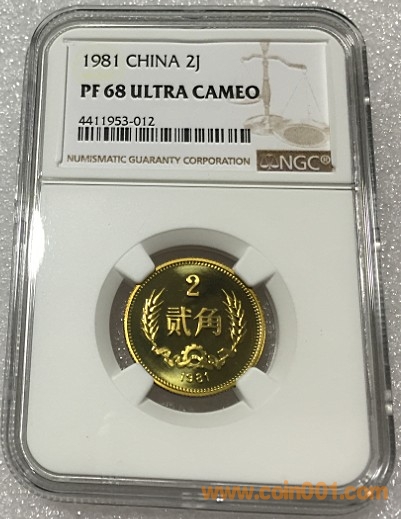 1981 CHINA 2J
PF 68 ULTRA CAMEO
4411953-012
NUMISMATIC GUARANTY CORPORATION
NGC®
2
贰角
1981
www.coin001.com